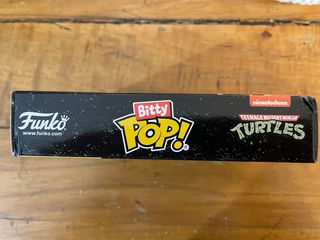 Funko
www.funko.com
Bitty
POP!
nickelodeon
TEENAGE MUTANT NINJA
TURTLES